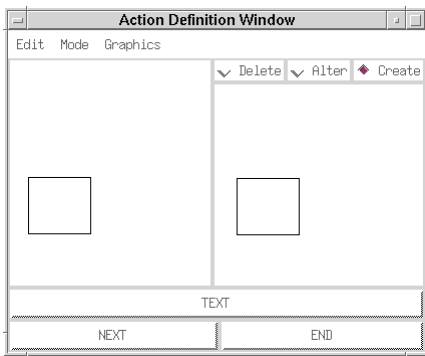 Action Definition Window
Edit Mode Graphics
Delete Alter Create
TEXT
NEXT END